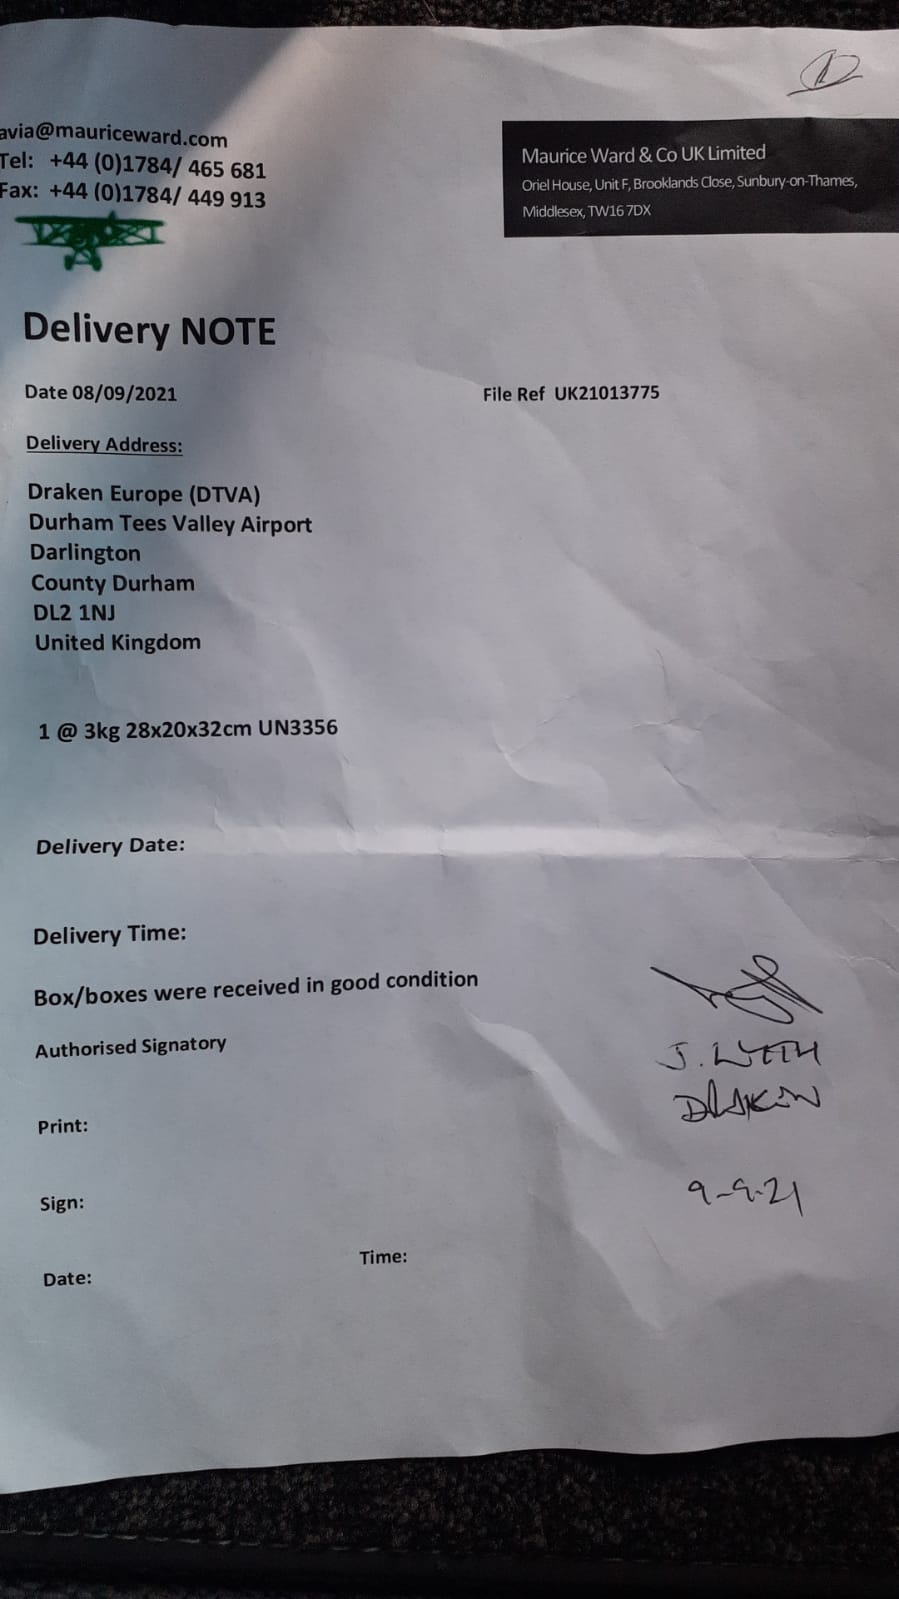 avia@mauriceward.com
Tel: +44 (0)1784/ 465 681
Fax: +44 (0)1784/ 449 913
Maurice Ward & Co UK Limited
Oriel House, Unit F, Brooklands Close, Sunbury-on-Thames,
Middlesex, TW16 7DX
Delivery NOTE
Date 08/09/2021 File Ref UK21013775
Delivery Address:
Draken Europe (DTVA)
Durham Tees Valley Airport
Darlington
County Durham
DL2 1NJ
United Kingdom
1 @ 3kg 28x20x32cm UN3356
Delivery Date:
Delivery Time:
Box/boxes were received in good condition
Authorised Signatory
J.
Print:
Sign:
9-9-21
Time:
Date: